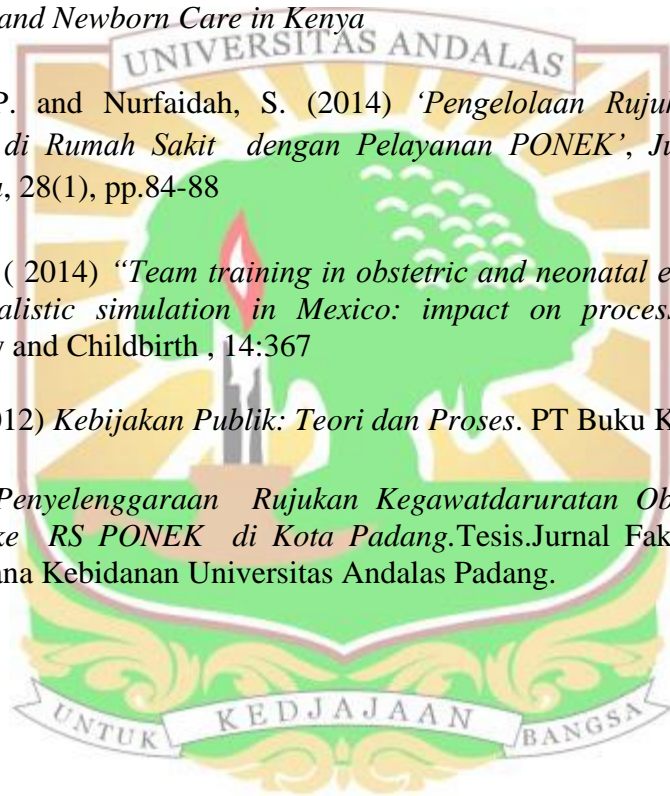 and Newborn Care in Kenya
UNIVERSITAS ANDALAS
P. and Nurfaidah, S. (2014) ‘Pengelolaan Rujuk
di Rumah Sakit dengan Pelayanan PONEK’, Ju
, 28(1), pp.84-88
( 2014) “Team training in obstetric and neonatal e
alistic simulation in Mexico: impact on process
y and Childbirth , 14:367
012) Kebijakan Publik: Teori dan Proses. PT Buku K
Penyelenggaraan Rujukan Kegawatdaruratan Ob
ke RS PONEK di Kota Padang.Tesis.Jurnal Fak
ana Kebidanan Universitas Andalas Padang.
UNTUK KEDJAJAAN BANGSA